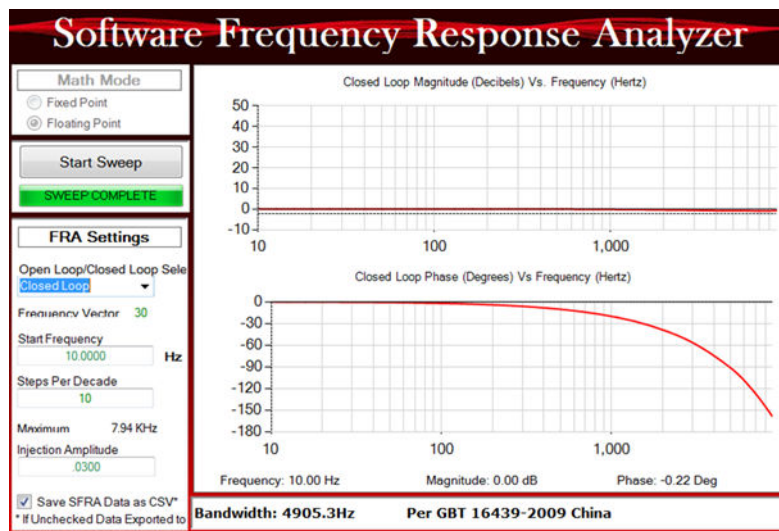 Software Frequency Response Analyzer
Math Mode
Fixed Point
Floating Point
Start Sweep
SWEEP COMPLETE
FRA Settings
Open Loop/Closed Loop Sele
Closed Loop
Frequency Vector 30
Start Frequency
10.0000 Hz
Steps Per Decade
10
Maximum 7.94 KHz
Injection Amplitude
.0300
Save SFRA Data as CSV*
* If Unchecked Data Exported to
Closed Loop Magnitude (Decibels) Vs. Frequency (Hertz)
50
40
30
20
10
0
-10
10 100 1,000
Closed Loop Phase (Degrees) Vs Frequency (Hertz)
0
-30
-60
-90
-120
-150
-180
10 100 1,000
Frequency: 10.00 Hz Magnitude: 0.00 dB Phase: -0.22 Deg
Bandwidth: 4905.3Hz Per GBT 16439-2009 China